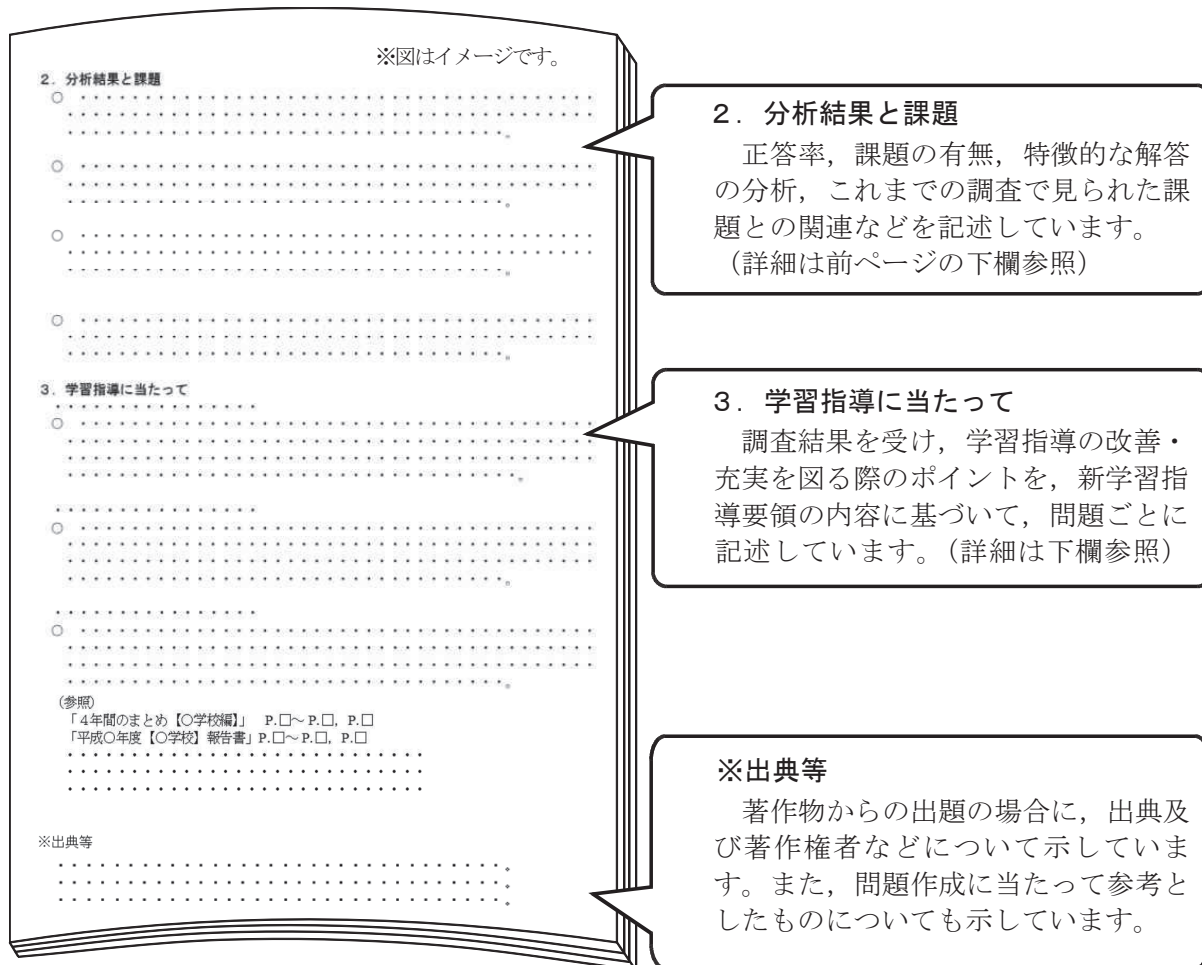 ※図はイメージです。
2．分析結果と課題
3．学習指導に当たって
(参照)
「4年間のまとめ【○学校編】」 P.□～P.□，P.□
「平成○年度【○学校】報告書」P.□～P.□，P.□
※出典等
2．分析結果と課題
正答率，課題の有無，特徴的な解答
の分析，これまでの調査で見られた課
題との関連などを記述しています。
（詳細は前ページの下欄参照）
3．学習指導に当たって
調査結果を受け，学習指導の改善・
充実を図る際のポイントを，新学習指
導要領の内容に基づいて，問題ごとに
記述しています。（詳細は下欄参照）
※出典等
著作物からの出題の場合に，出典及
び著作権者などについて示していま
す。また，問題作成に当たって参考と
したものについても示しています。